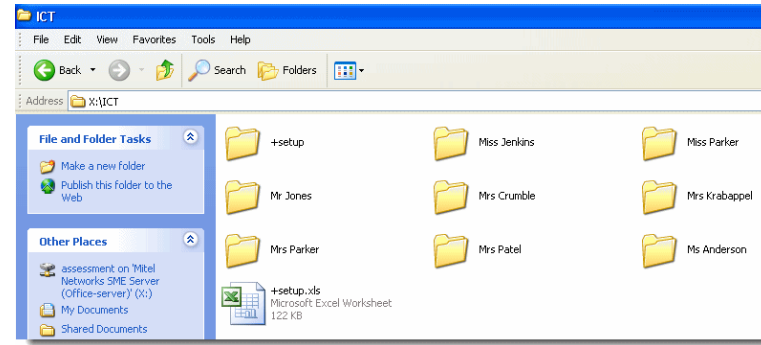 ICT
File Edit View Favorites Tools Help
Back Search Folders
Address X:\ICT
File and Folder Tasks
Make a new folder
Publish this folder to the
Web
Other Places
assessment on 'Mitel
Networks SME Server
(Office-server)' (X:)
My Documents
Shared Documents
+setup Miss Jenkins Miss Parker
Mr Jones Mrs Crumble Mrs Krabappel
Mrs Parker Mrs Patel Ms Anderson
+setup.xls
Microsoft Excel Worksheet
122 KB